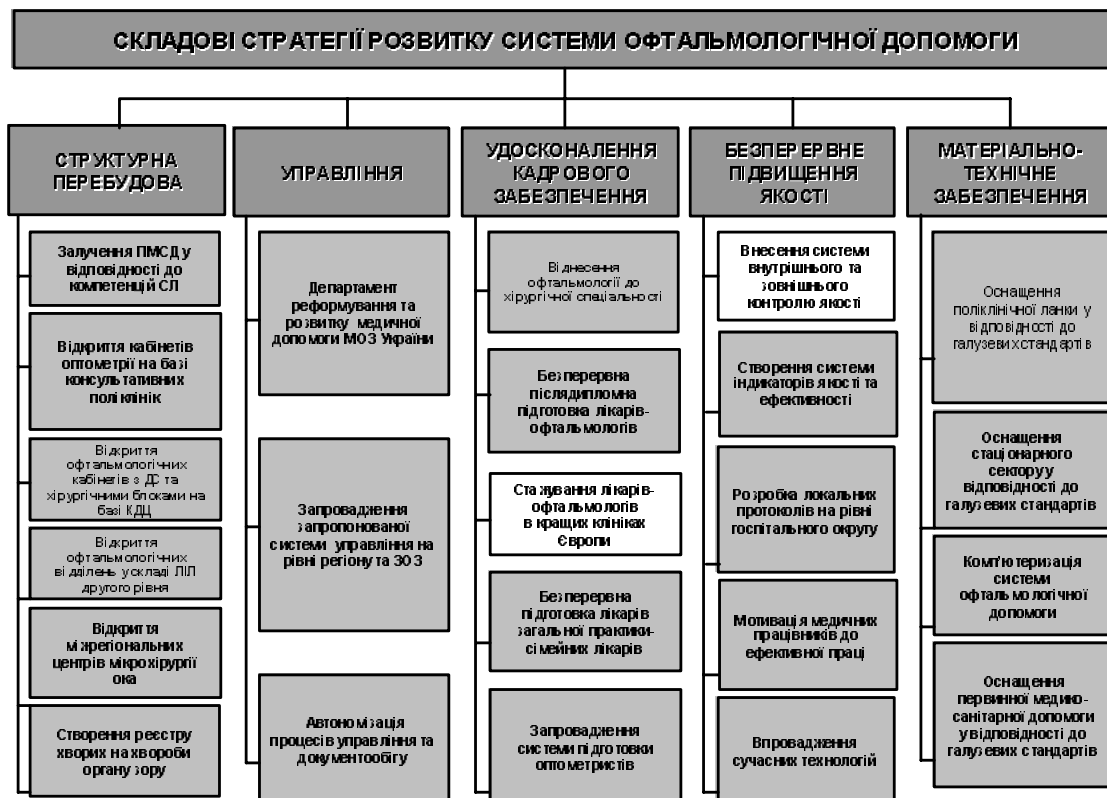 СКЛАДОВІ СТРАТЕГІЇ РОЗВИТКУ СИСТЕМИ ОФТАЛЬМОЛОГІЧНОЇ ДОПОМОГИ
СТРУКТУРНА
ПЕРЕБУДОВА
Залучення ПМСД у
відповідності до
компетенцій СЛ
Відкриття кабінетів
оптометрії на базі
консультативних
поліклінік
Відкриття
офтальмологічних
кабінетів з ДС та
хірургічними блоками на
базі КДЦ
Відкриття
офтальмологічних
відділень у складі ЛІЛ
другого рівня
Відкриття
міжрегіональних
центрів мікрохірургії
ока
Створення реєстру
хворих на хвороби
органу зору
УПРАВЛІННЯ
Департамент
реформування та
розвитку медичної
допомоги МОЗ України
Запровадження
запропонованої
системи управління на
рівні регіону та ЗОЗ
Автономізація
процесів управління та
документообігу
УДОСКОНАЛЕННЯ
КАДРОВОГО
ЗАБЕЗПЕЧЕННЯ
Віднесення
офтальмології до
хірургічної спеціальності
Безперервна
післядипломна
підготовка лікарів-
офтальмологів
Стажування лікарів-
офтальмологів
в кращих клініках
Європи
Безперервна
підготовка лікарів
загальної практики-
сімейних лікарів
Запровадження
системи підготовки
оптометристів
БЕЗПЕРЕРВНЕ
ПІДВИЩЕННЯ
ЯКОСТІ
Внесення системи
внутрішнього та
зовнішнього
контролю якості
Створення системи
індикаторів якості та
ефективності
Розробка локальних
протоколів на рівні
госпітального округу
Мотивація медичних
працівників до
ефективної праці
Впровадження
сучасних технологій
МАТЕРІАЛЬНО-
ТЕХНІЧНЕ
ЗАБЕЗПЕЧЕННЯ
Оснащення
поліклінічної ланки у
відповідності до
галузевих стандартів
Оснащення
стаціонарного
сектору у
відповідності до
галузевих стандартів
Комп'ютеризація
системи
офтальмологічної
допомоги
Оснащення
первинної медико-
санітарної допомоги
у відповідності до
галузевих стандартів